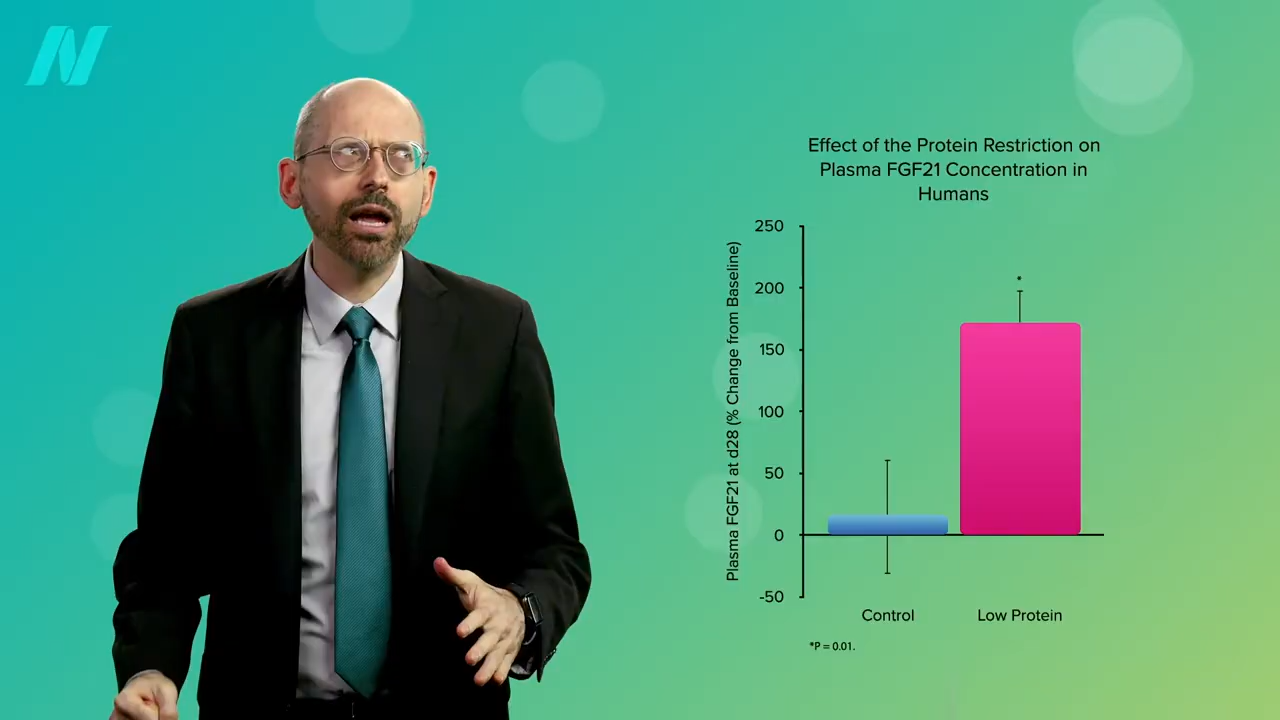 Effect of the Protein Restriction on
Plasma FGF21 Concentration in
Humans
Plasma FGF21 at d28 (% Change from Baseline)
250
200
150
100
50
0
-50
*
Control
Low Protein
*P = 0.01.